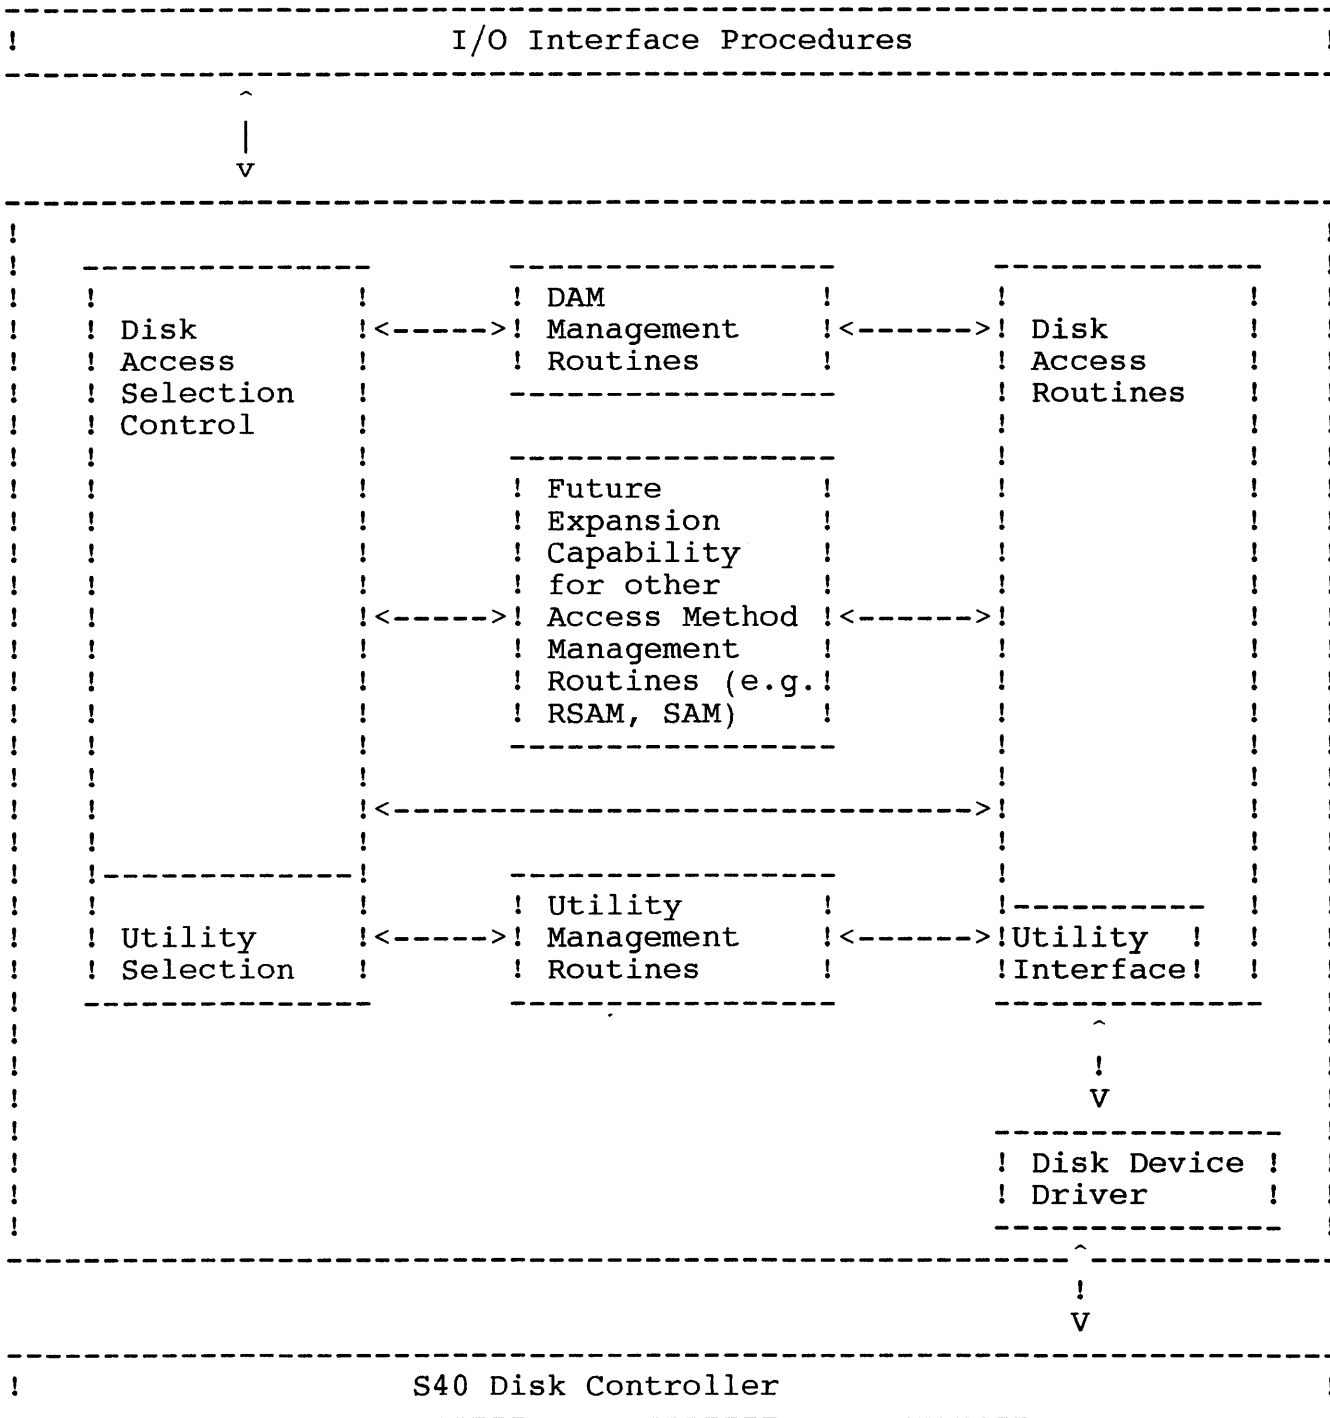 I/O Interface Procedures
Disk
Access
Selection
Control
DAM
Management
Routines
Disk
Access
Routines
Future
Expansion
Capability
for other
Access Method
Management
Routines (e.g.
RSAM, SAM)
Utility
Selection
Utility
Management
Routines
Utility
Interface
Disk Device
Driver
S40 Disk Controller